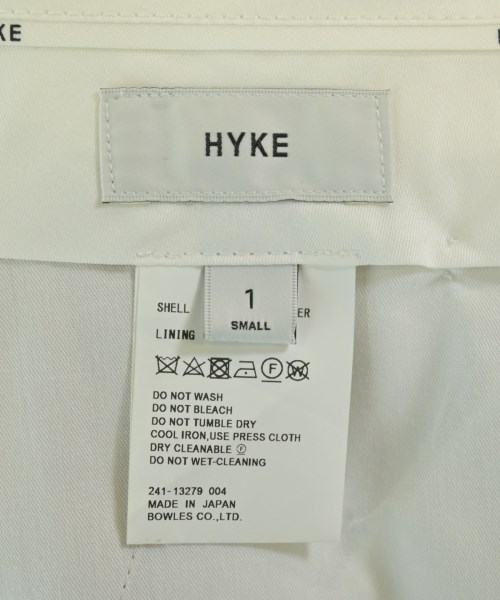 KE
HYKE
1
SMALL
SHELL ER
LINING
DO NOT WASH
DO NOT BLEACH
DO NOT TUMBLE DRY
COOL IRON,USE PRESS CLOTH
DRY CLEANABLE Ⓕ
DO NOT WET-CLEANING
241-13279 004
MADE IN JAPAN
BOWLES CO.,LTD.